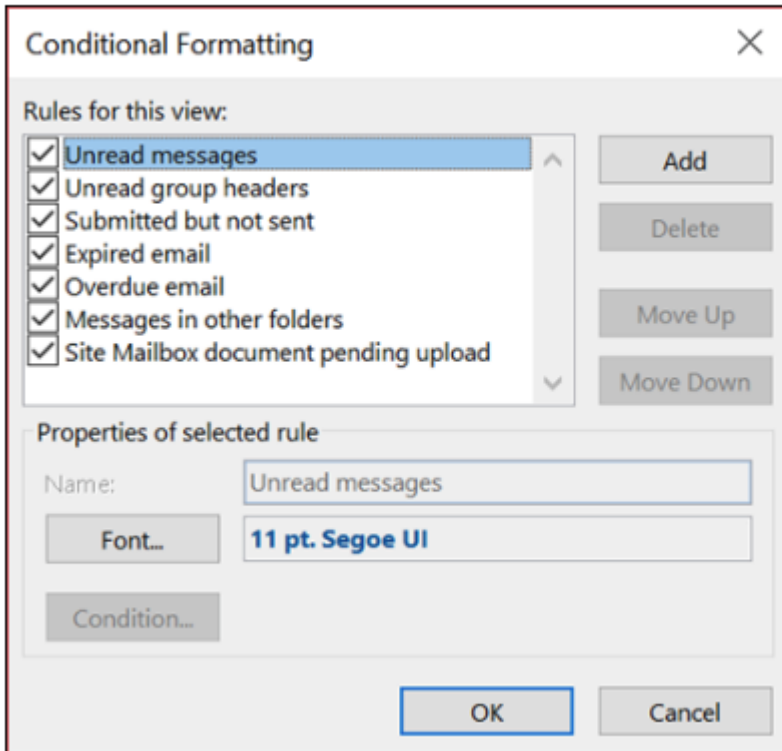 Conditional Formatting
Rules for this view:
Unread messages
Unread group headers
Submitted but not sent
Expired email
Overdue email
Messages in other folders
Site Mailbox document pending upload
Add
Delete
Move Up
Move Down
Properties of selected rule
Name: Unread messages
Font... 11 pt. Segoe UI
Condition...
OK Cancel